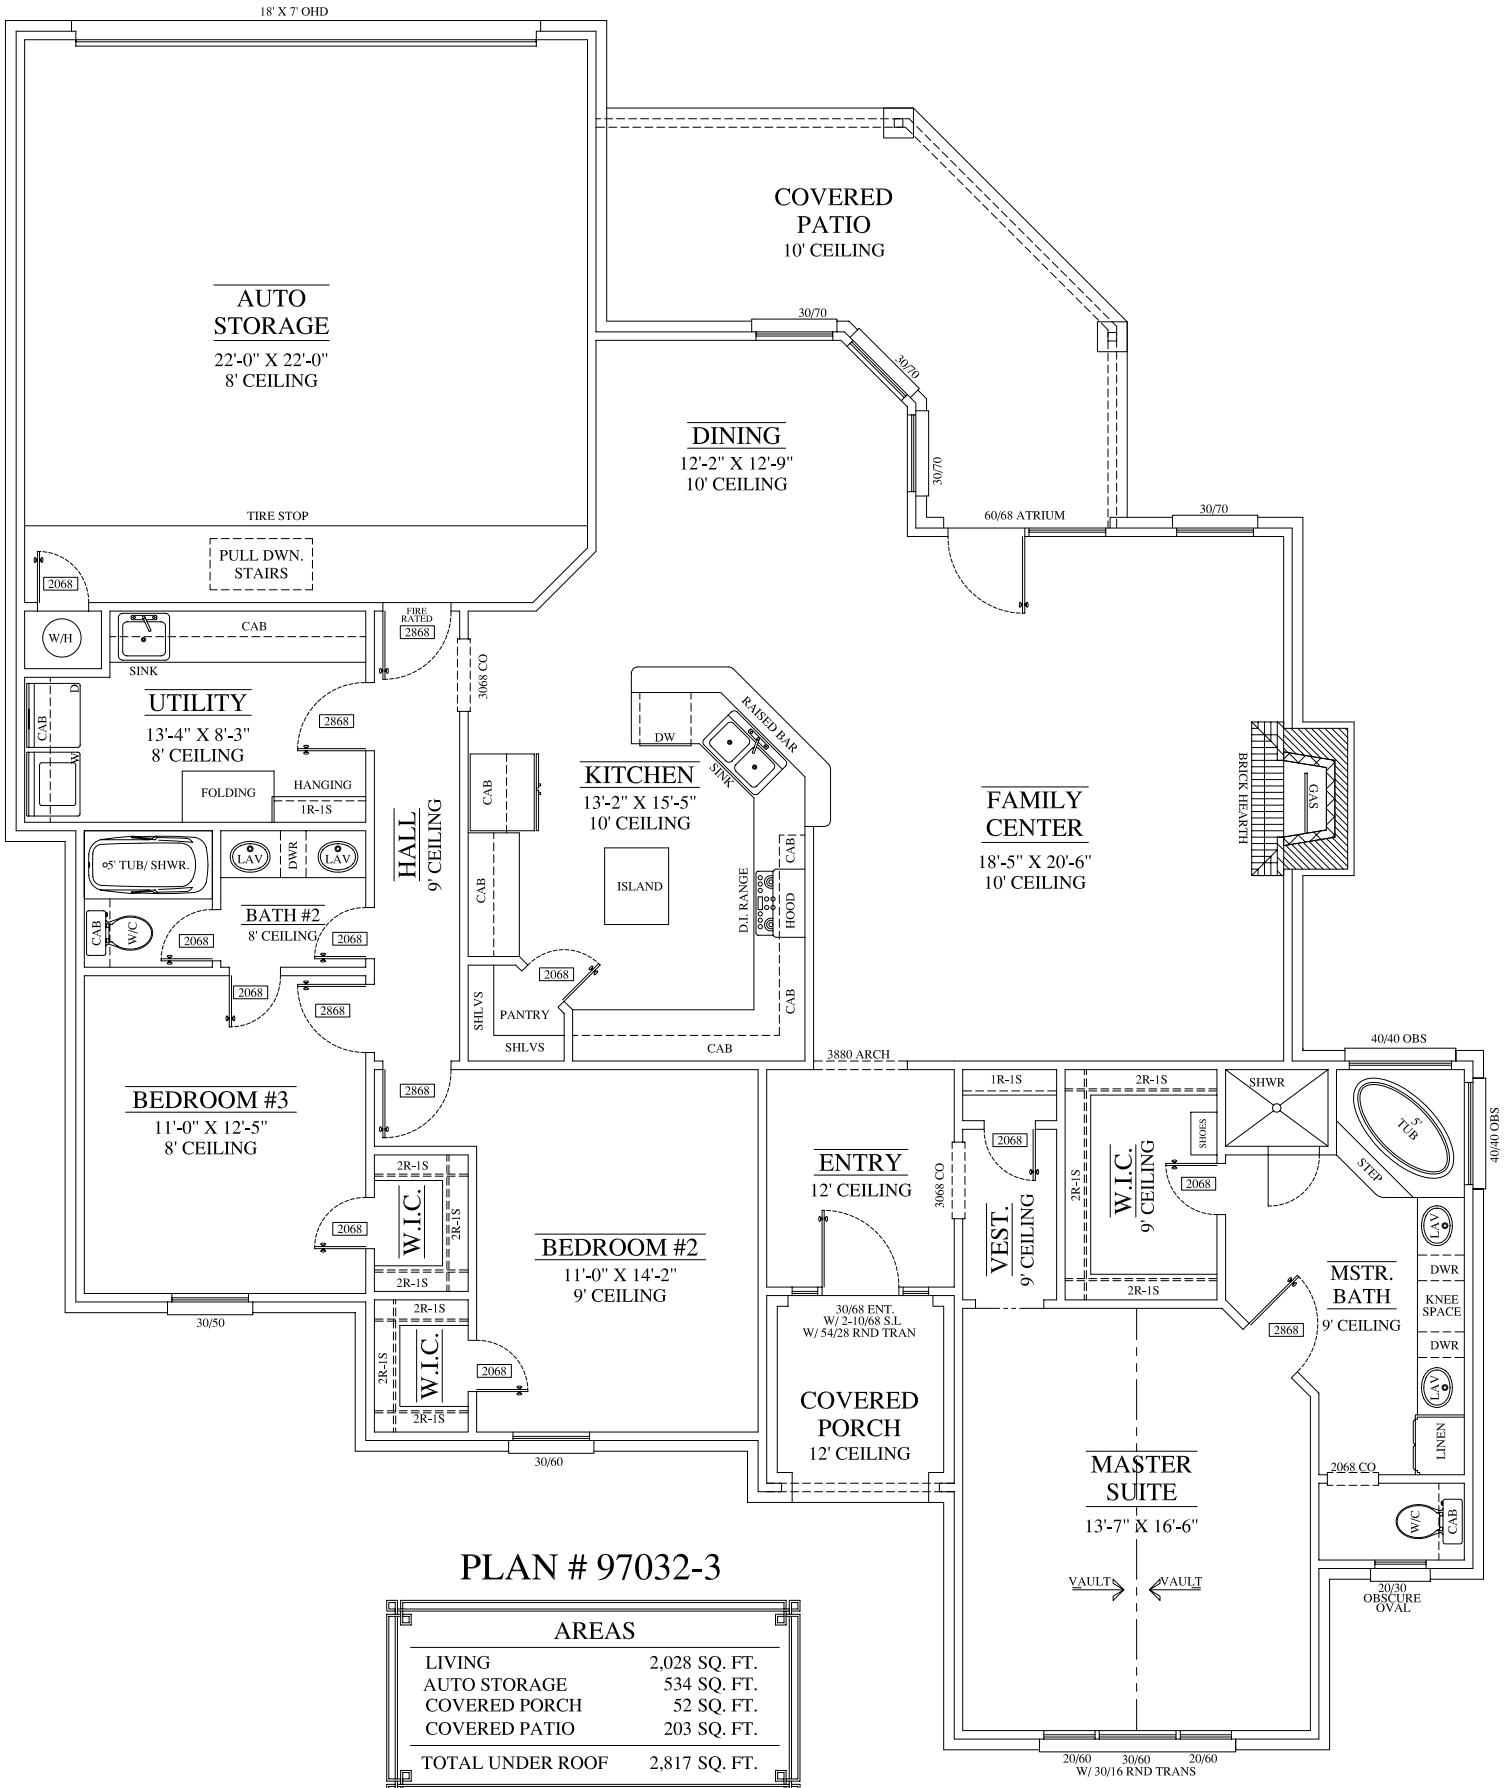 18' X 7' OHD
COVERED
PATIO
10' CEILING
AUTO
STORAGE
22'-0" X 22'-0"
8' CEILING
30/70
30/70
30/70
DINING
12'-2" X 12'-9"
10' CEILING
TIRE STOP
PULL DWN.
STAIRS
60/68 ATRIUM
30/70
2068
W/H
SINK
CAB
FIRE
RATED
2868
3068 CO
UTILITY
13'-4" X 8'-3"
8' CEILING
2868
CAB
D
W
FOLDING
HANGING
1R-1S
HALL
9' CEILING
CAB
CAB
DW
SINK
RAISED BAR
KITCHEN
13'-2" X 15'-5"
10' CEILING
ISLAND
D.I. RANGE
HOOD
CAB
CAB
FAMILY
CENTER
18'-5" X 20'-6"
10' CEILING
BRICK HEARTH
GAS
5' TUB/ SHWR.
LAV
DWR
LAV
BATH #2
8' CEILING
CAB
W/C
2068
2068
2068
2868
2068
PANTRY
SHLVS
SHLVS
CAB
3880 ARCH
40/40 OBS
40/40 OBS
BEDROOM #3
11'-0" X 12'-5"
8' CEILING
2868
2R-1S
W.I.C.
2R-1S
2R-1S
2068
30/50
BEDROOM #2
11'-0" X 14'-2"
9' CEILING
2R-1S
2R-1S
W.I.C.
2R-1S
2068
30/60
ENTRY
12' CEILING
3068 CO
1R-1S
2068
VEST.
9' CEILING
2R-1S
2R-1S
W.I.C.
9' CEILING
2R-1S
SHOES
2068
SHWR
5'
TUB
STEP
LAV
DWR
KNEE
SPACE
DWR
LAV
LINEN
MSTR.
BATH
9' CEILING
2868
30/68 ENT.
W/ 2-10/68 S.L
W/ 54/28 RND TRAN
COVERED
PORCH
12' CEILING
MASTER
SUITE
13'-7" X 16'-6"
VAULT
VAULT
2068 CO
W/C
CAB
20/30
OBSCURE
OVAL
20/60
30/60
20/60
W/ 30/16 RND TRANS
PLAN # 97032-3
AREAS
LIVING 2,028 SQ. FT.
AUTO STORAGE 534 SQ. FT.
COVERED PORCH 52 SQ. FT.
COVERED PATIO 203 SQ. FT.
TOTAL UNDER ROOF 2,817 SQ. FT.